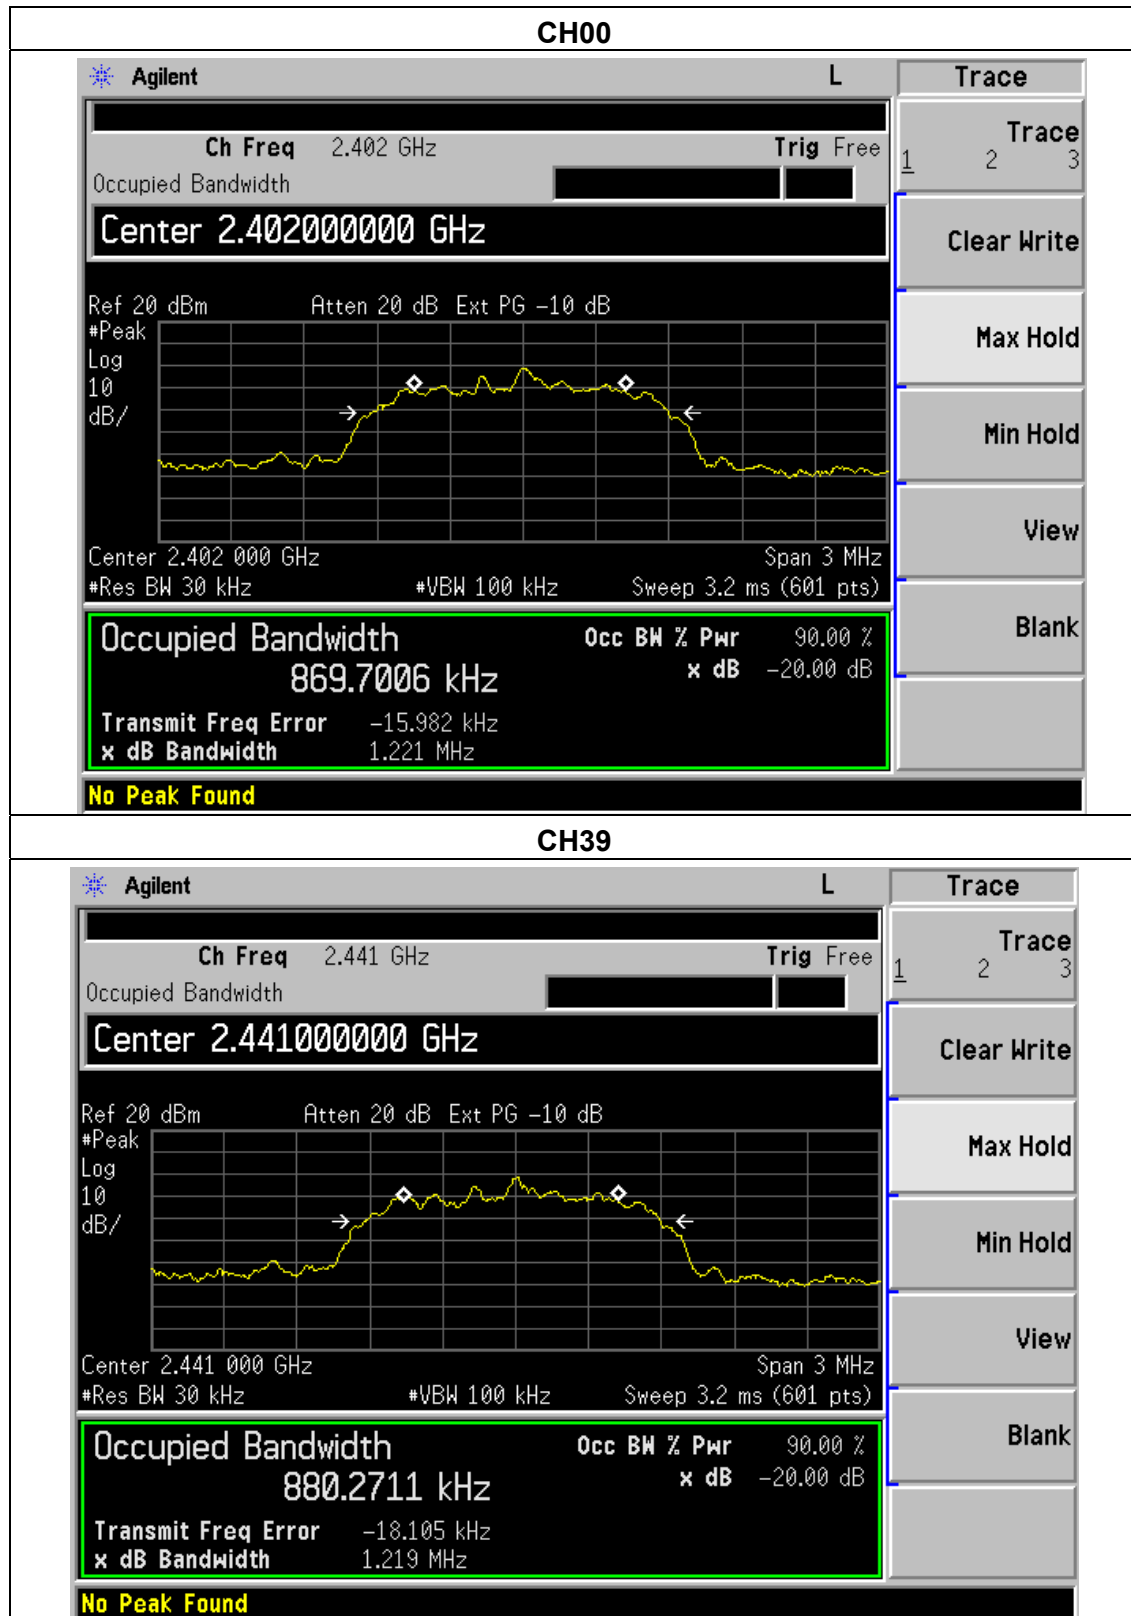 CH00
Agilent L Trace
Ch Freq 2.402 GHz Trig Free
Trace
1 2 3
Occupied Bandwidth
Center 2.402000000 GHz
Clear Write
Ref 20 dBm Atten 20 dB Ext PG -10 dB
#Peak
Log
10
dB/
Max Hold
Min Hold
Center 2.402 000 GHz Span 3 MHz
#Res BW 30 kHz #VBW 100 kHz Sweep 3.2 ms (601 pts)
View
Occupied Bandwidth Occ BW % Pwr 90.00 %
869.7006 kHz x dB -20.00 dB
Blank
Transmit Freq Error -15.982 kHz
x dB Bandwidth 1.221 MHz
No Peak Found
CH39
Agilent L Trace
Ch Freq 2.441 GHz Trig Free
Trace
1 2 3
Occupied Bandwidth
Center 2.441000000 GHz
Clear Write
Ref 20 dBm Atten 20 dB Ext PG -10 dB
#Peak
Log
10
dB/
Max Hold
Min Hold
Center 2.441 000 GHz Span 3 MHz
#Res BW 30 kHz #VBW 100 kHz Sweep 3.2 ms (601 pts)
View
Occupied Bandwidth Occ BW % Pwr 90.00 %
880.2711 kHz x dB -20.00 dB
Blank
Transmit Freq Error -18.105 kHz
x dB Bandwidth 1.219 MHz
No Peak Found